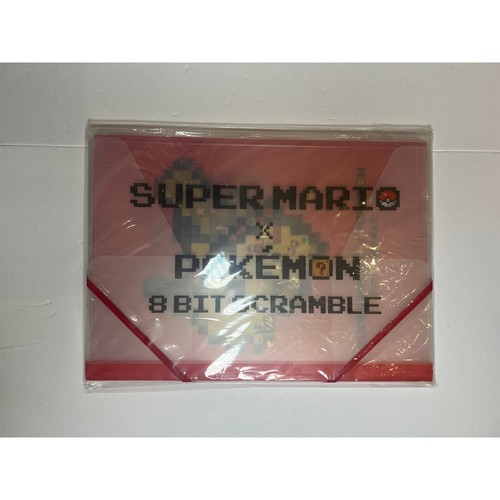 SUPER MARIO
X
POKÉMON
8 BIT SCRAMBLE